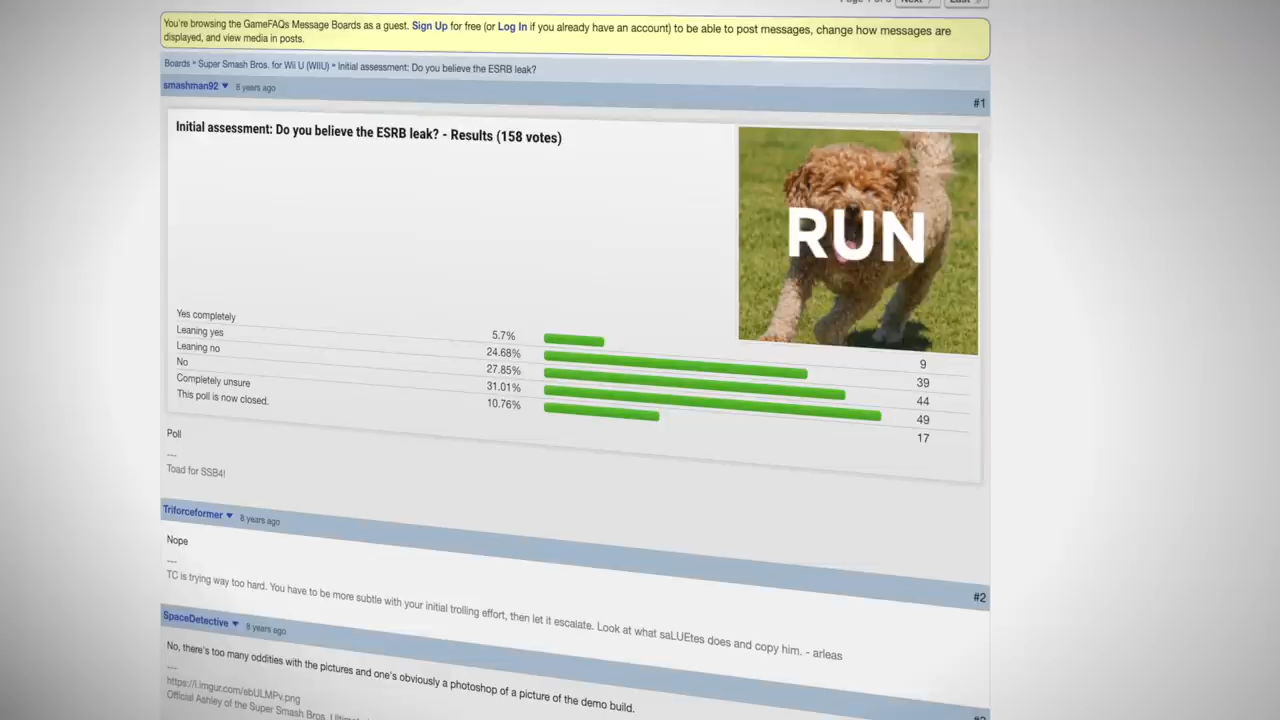 You're browsing the GameFAQs Message Boards as a guest. Sign Up for free (or Log In if you already have an account) to be able to post messages, change how messages are
displayed, and view media in posts.
Boards » Super Smash Bros. for Wii U (WIIU) » Initial assessment: Do you believe the ESRB leak?
smashman92 8 years ago #1
Initial assessment: Do you believe the ESRB leak? - Results (158 votes)
RUN
Yes completely 5.7% 9
Leaning yes 24.68% 39
Leaning no 27.85% 44
No 31.01% 49
Completely unsure 10.76% 17
This poll is now closed.
Poll
---
Toad for SSB4!
Triforceformer 8 years ago #2
Nope
---
TC is trying way too hard. You have to be more subtle with your initial trolling effort, then let it escalate. Look at what saLUEtes does and copy him. - arleas
SpaceDetective 8 years ago
No, there's too many oddities with the pictures and one's obviously a photoshop of a picture of the demo build.
---
https://i.imgur.com/ebULMPv.png
Official Ashley of the Super Smash Bros.